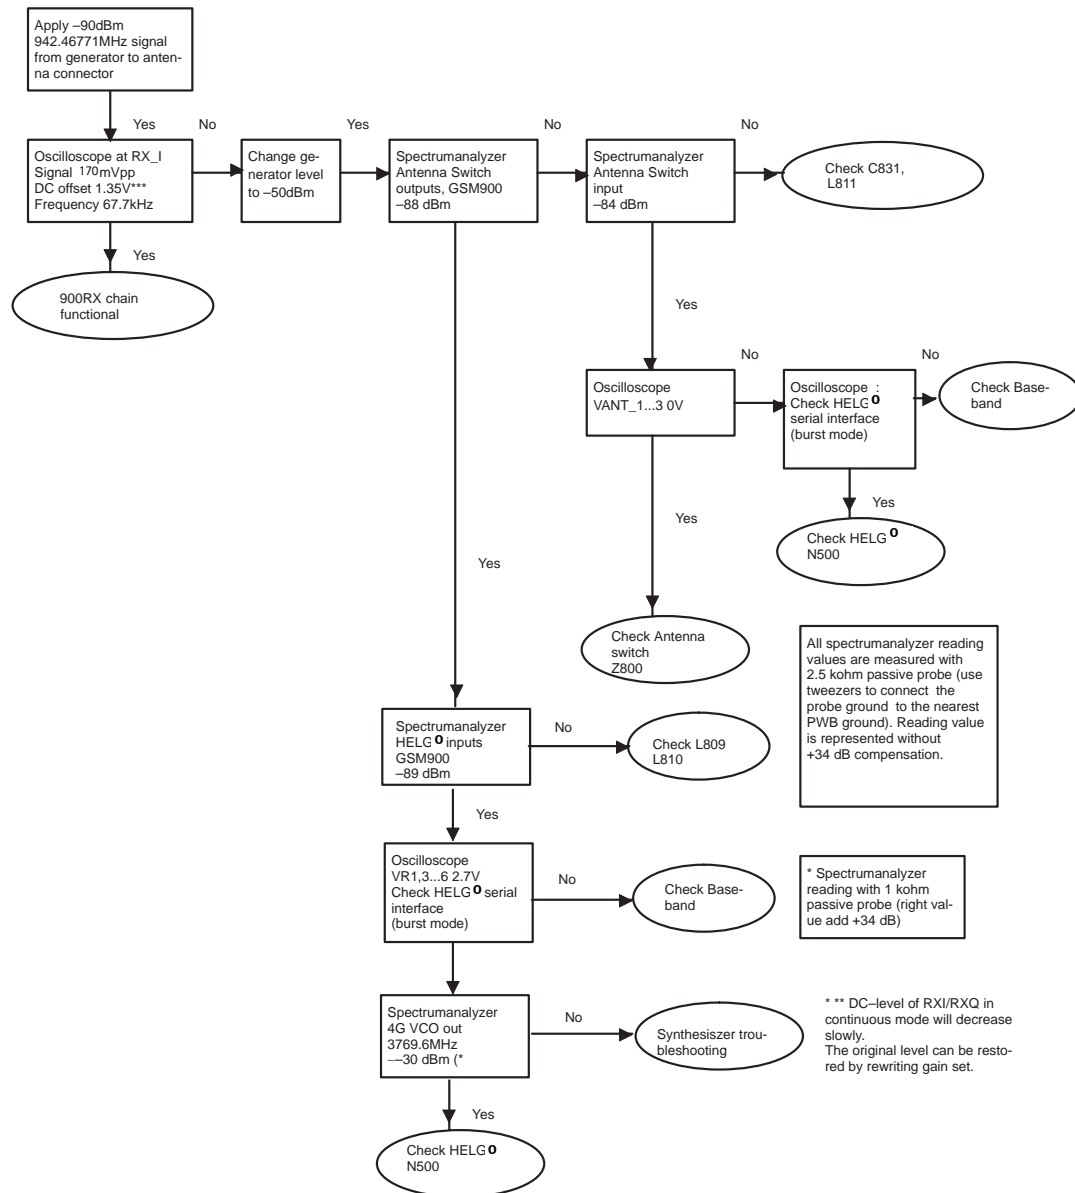 Apply –90dBm
942.46771MHz signal
from generator to anten-
na connector
Yes
No
Yes
No
No
Oscilloscope at RX_I
Signal 170mVpp
DC offset 1.35V***
Frequency 67.7kHz
Change ge-
nerator level
to –50dBm
Spectrumanalyzer
Antenna Switch
outputs, GSM900
–88 dBm
Spectrumanalyzer
Antenna Switch
input
–84 dBm
Check C831,
L811
Yes
900RX chain
functional
Yes
No
No
Oscilloscope
VANT_1...3 0V
Oscilloscope :
Check HELG0
serial interface
(burst mode)
Check Base-
band
Yes
Yes
Check HELG0
N500
Yes
Check Antenna
switch
Z800
All spectrumanalyzer reading
values are measured with
2.5 kohm passive probe (use
tweezers to connect the
probe ground to the nearest
PWB ground). Reading value
is represented without
+34 dB compensation.
Spectrumanalyzer
HELG0 inputs
GSM900
–89 dBm
No
Check L809
L810
Yes
Oscilloscope
VR1,3...6 2.7V
Check HELG0 serial
interface
(burst mode)
No
Check Base-
band
* Spectrumanalyzer
reading with 1 kohm
passive probe (right val-
ue add +34 dB)
Spectrumanalyzer
4G VCO out
3769.6MHz
–~30 dBm (*
No
Synthesiszer trou-
bleshooting
* ** DC–level of RXI/RXQ in
continuous mode will decrease
slowly.
The original level can be resto-
red by rewriting gain set.
Yes
Check HELG0
N500